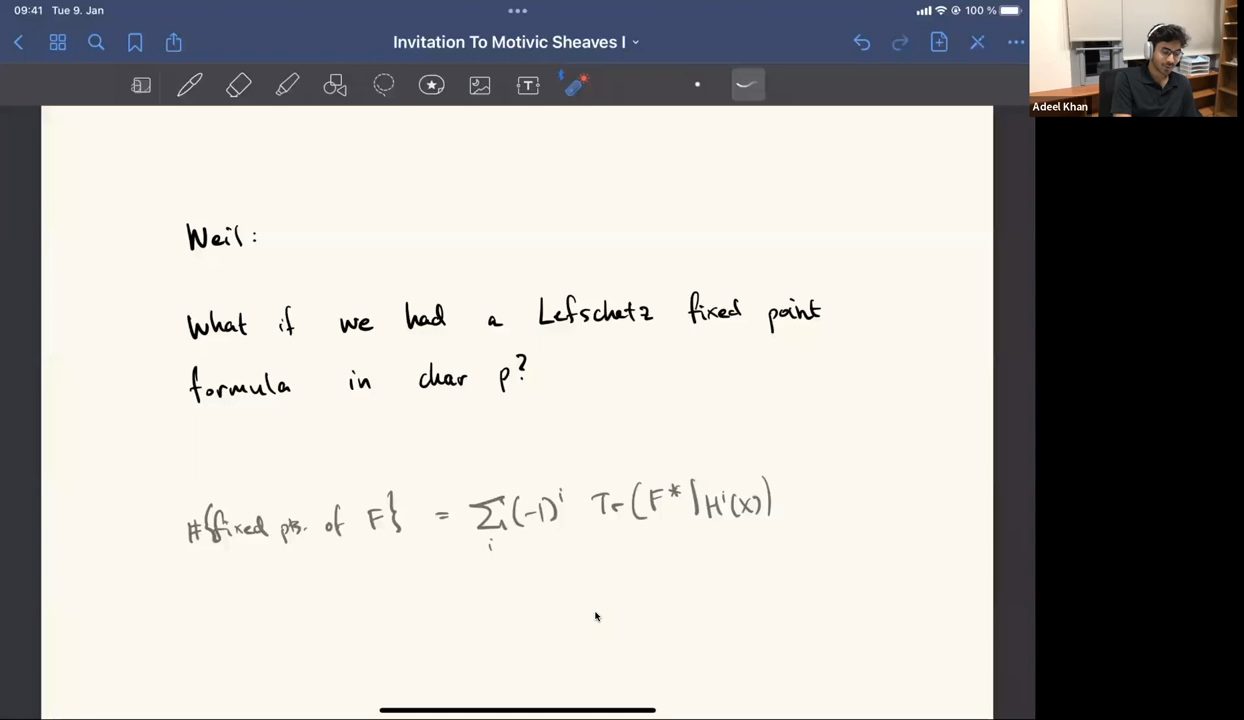 09:41 Tue 9. Jan
100 %
Invitation To Motivic Sheaves I
Adeel Khan
Weil:
What if we had a Lefschetz fixed point
formula in char p?
#{fixed pts. of F} = ∑_i (-1)^i Tr(F* | H^i(X))